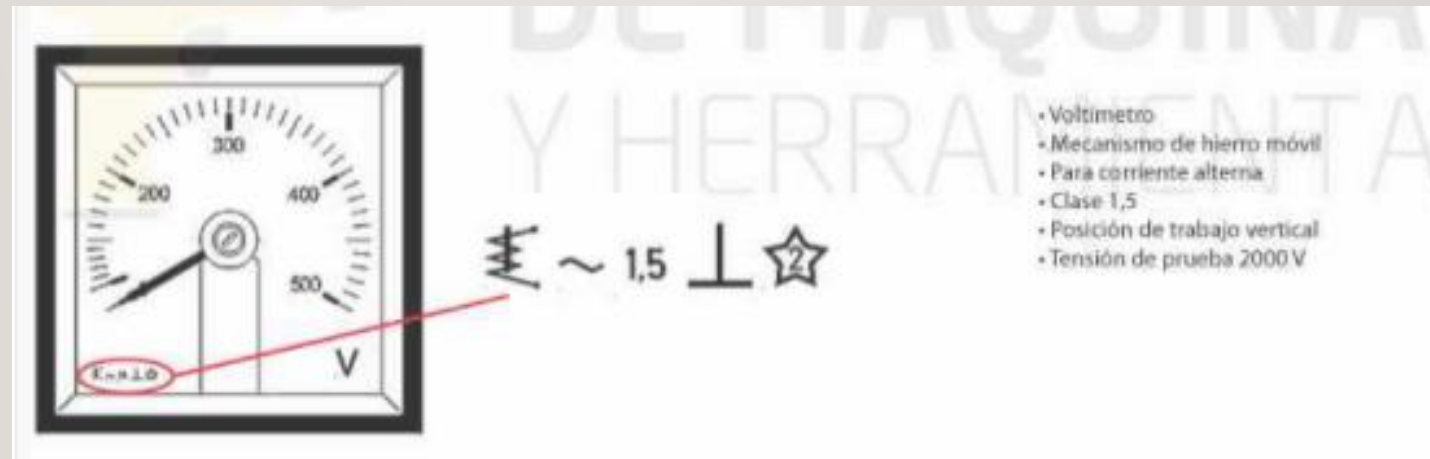 DE MAQUINA
Y HERRAMIENTA
300
200
400
500
V
~ 1,5 2
• Voltimetro
• Mecanismo de hierro móvil
• Para corriente alterna
• Clase 1,5
• Posición de trabajo vertical
• Tensión de prueba 2000 V